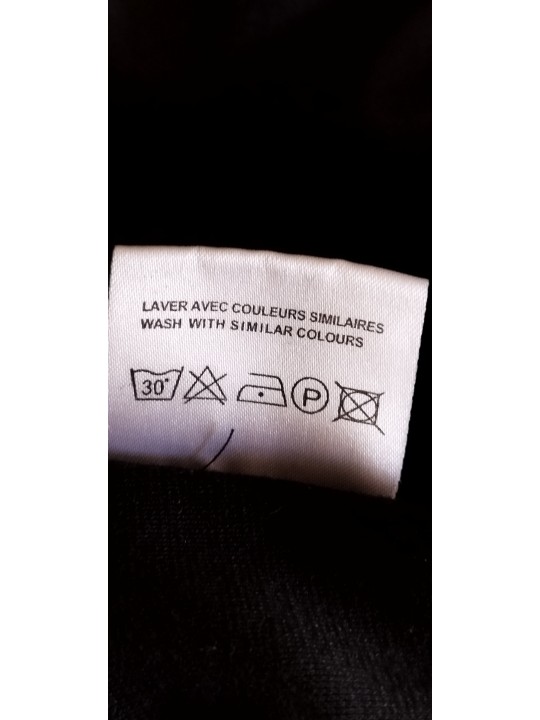 LAVER AVEC COULEURS SIMILAIRES
WASH WITH SIMILAR COLOURS
30° P